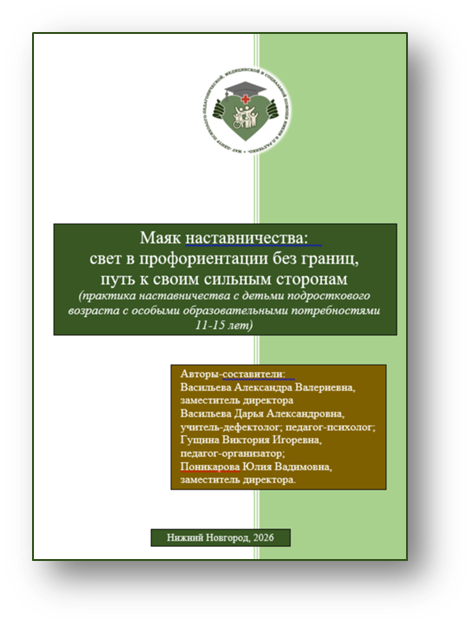 Маяк наставничества:
свет в профориентации без границ,
путь к своим сильным сторонам
(практика наставничества с детьми подросткового
возраста с особыми образовательными потребностями
11-15 лет)
Авторы-составители:
Васильева Александра Валериевна,
заместитель директора
Васильева Дарья Александровна,
учитель-дефектолог; педагог-психолог;
Гущина Виктория Игоревна,
педагог-организатор;
Поникарова Юлия Вадимовна,
заместитель директора.
Нижний Новгород, 2026